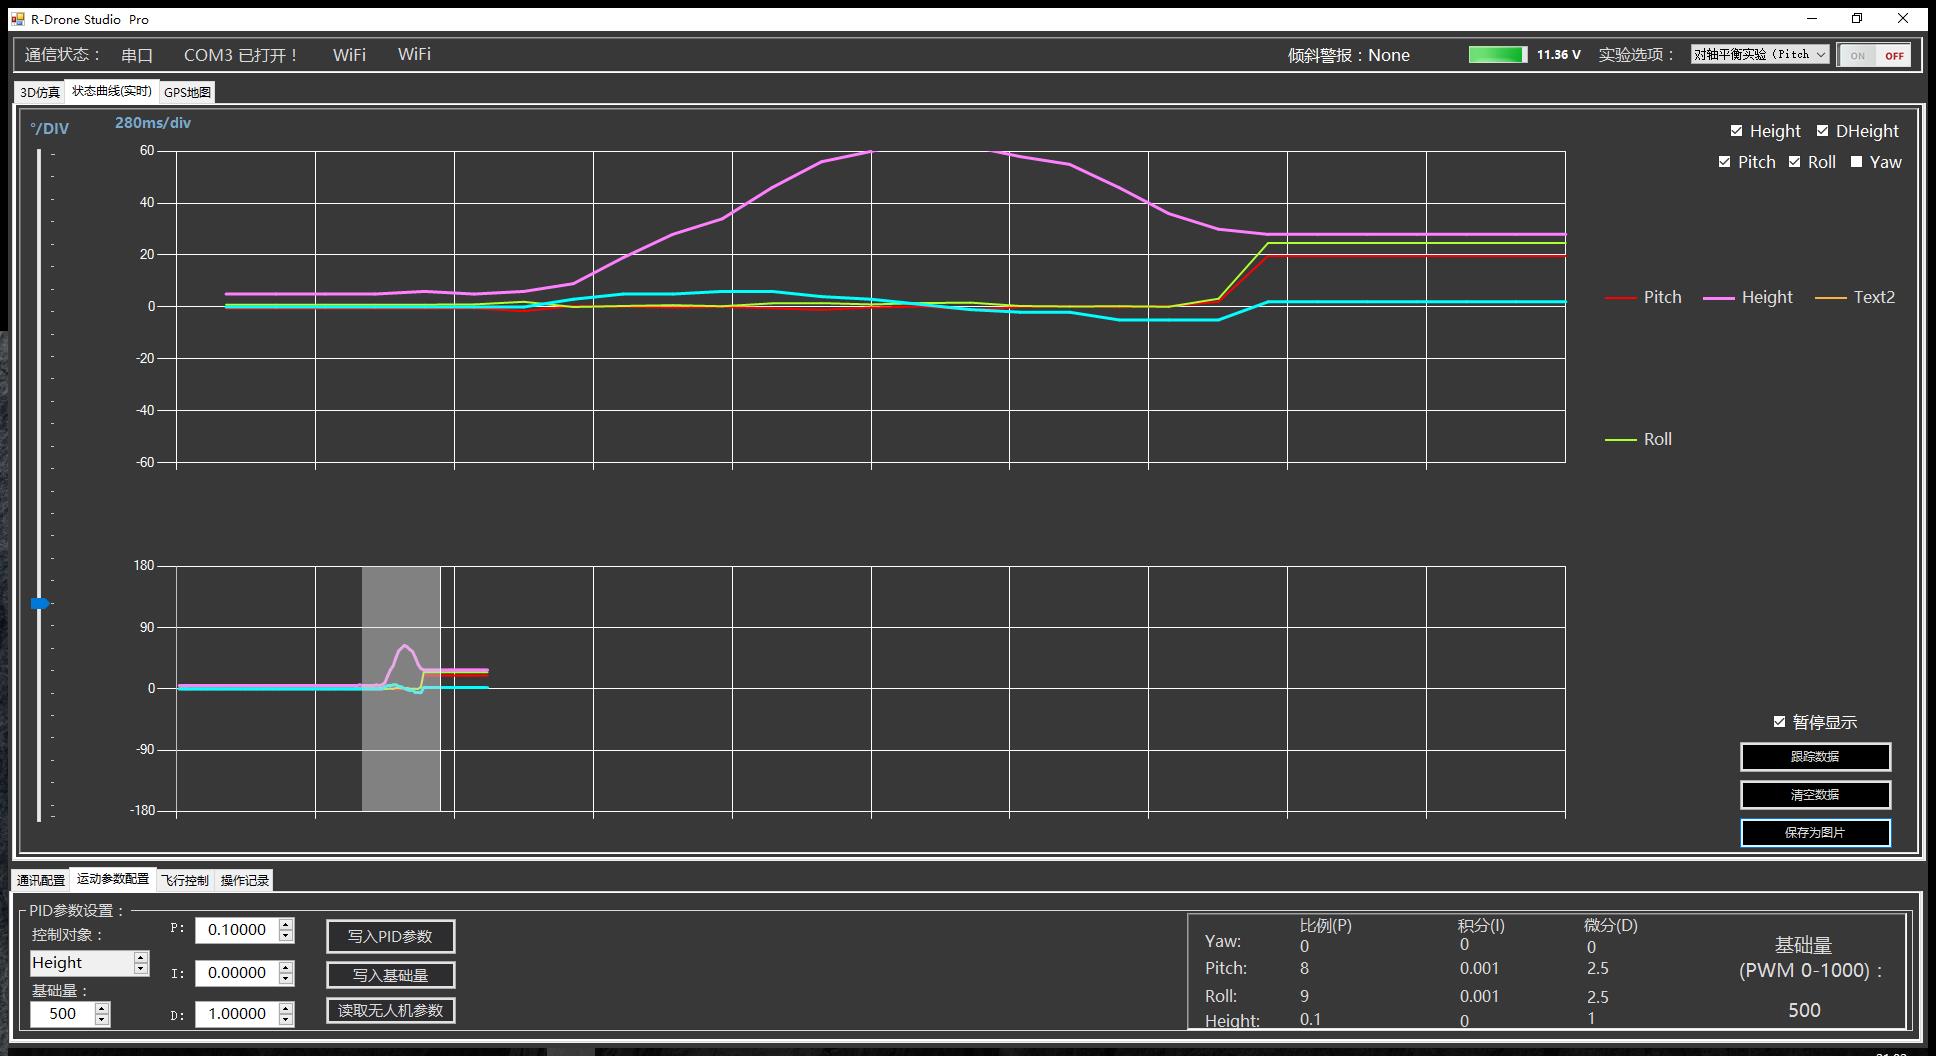 R-Drone Studio Pro
通信状态： 串口 COM3 已打开！ WiFi WiFi 倾斜警报：None 11.36 V 实验选项： 对轴平衡实验（Pitch ON OFF
3D仿真 状态曲线(实时) GPS地图
°/DIV 280ms/div
Height DHeight
Pitch Roll Yaw
60
40
20
0
-20
-40
-60
Pitch Height Text2
Roll
180
90
0
-90
-180
暂停显示
跟踪数据
清空数据
保存为图片
通讯配置 运动参数配置 飞行控制 操作记录
PID参数设置：
控制对象：
Height
基础量：
500
P: 0.10000
I: 0.00000
D: 1.00000
写入PID参数
写入基础量
读取无人机参数
比例(P) 积分(I) 微分(D)
Yaw: 0 0 0
Pitch: 8 0.001 2.5
Roll: 9 0.001 2.5
Height: 0.1 0 1
基础量
(PWM 0-1000)：
500